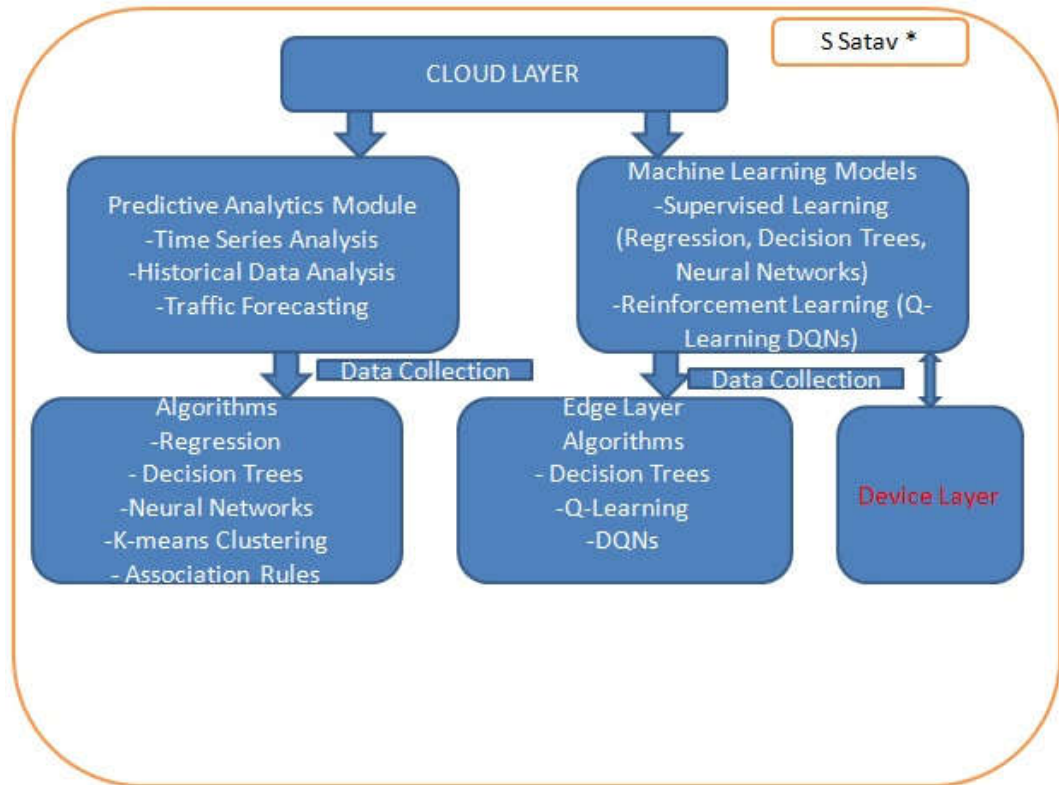 S Satav *
CLOUD LAYER
Predictive Analytics Module
-Time Series Analysis
-Historical Data Analysis
-Traffic Forecasting
Machine Learning Models
-Supervised Learning
(Regression, Decision Trees,
Neural Networks)
-Reinforcement Learning (Q-
Learning DQNs)
Data Collection
Data Collection
Algorithms
-Regression
- Decision Trees
-Neural Networks
-K-means Clustering
- Association Rules
Edge Layer
Algorithms
- Decision Trees
-Q-Learning
-DQNs
Device Layer